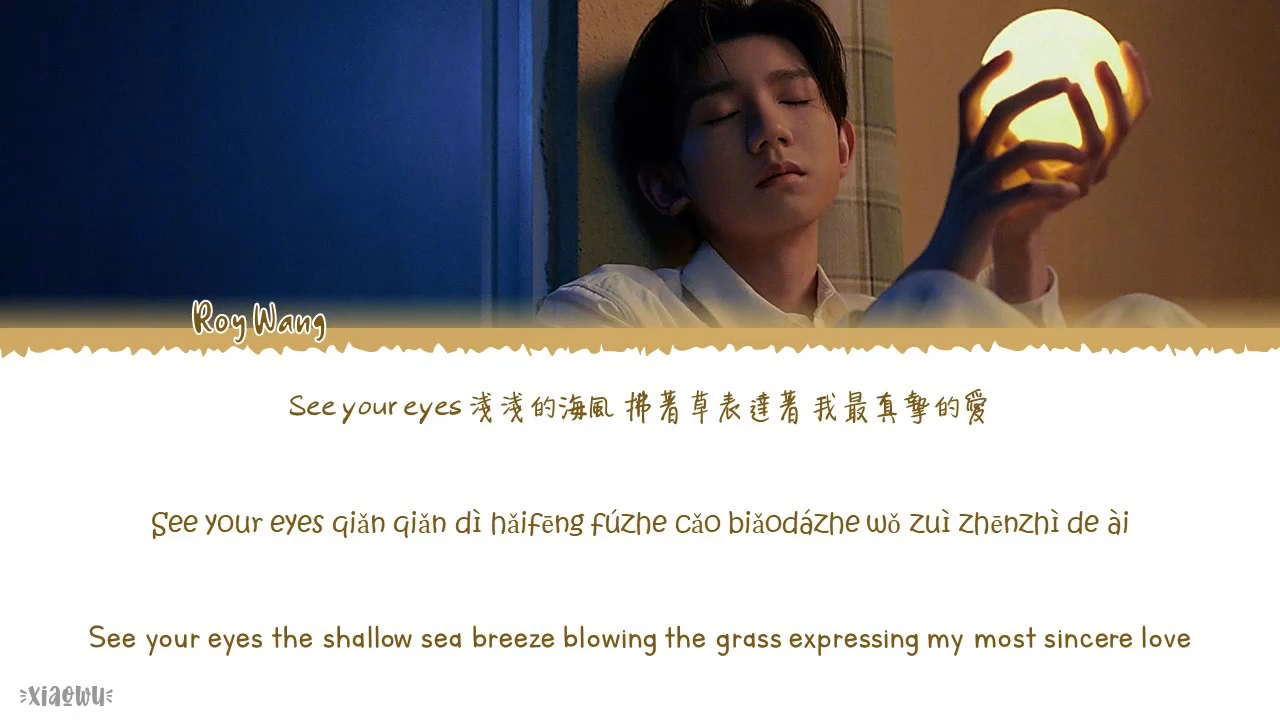 Roy Wang
See your eyes 淺淺的海風 拂著草表達著 我最真摯的愛
See your eyes qiǎn qiǎn dì hǎifēng fúzhe cǎo biǎodázhe wǒ zuì zhēnzhì de ài
See your eyes the shallow sea breeze blowing the grass expressing my most sincere love
xiaowu